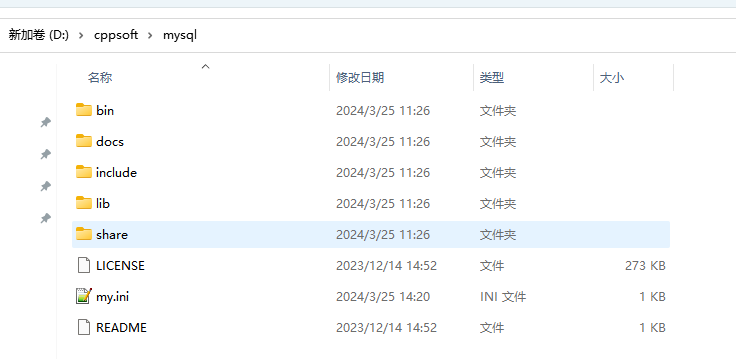 新加卷 (D:) > cppsoft > mysql
名称 修改日期 类型 大小
bin 2024/3/25 11:26 文件夹
docs 2024/3/25 11:26 文件夹
include 2024/3/25 11:26 文件夹
lib 2024/3/25 11:26 文件夹
share 2024/3/25 11:26 文件夹
LICENSE 2023/12/14 14:52 文件 273 KB
my.ini 2024/3/25 14:20 INI 文件 1 KB
README 2023/12/14 14:52 文件 1 KB